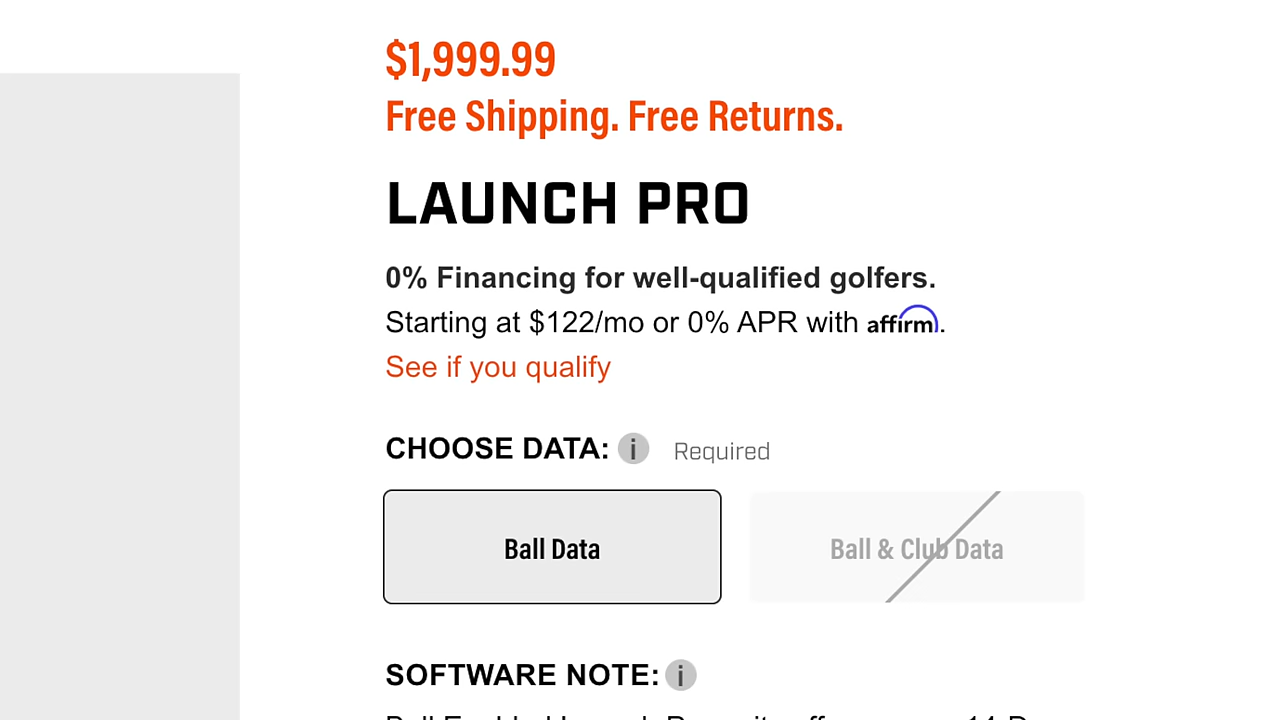 $1,999.99
Free Shipping. Free Returns.
LAUNCH PRO
0% Financing for well-qualified golfers.
Starting at $122/mo or 0% APR with affirm.
See if you qualify
CHOOSE DATA: i Required
Ball Data
Ball & Club Data
SOFTWARE NOTE: i